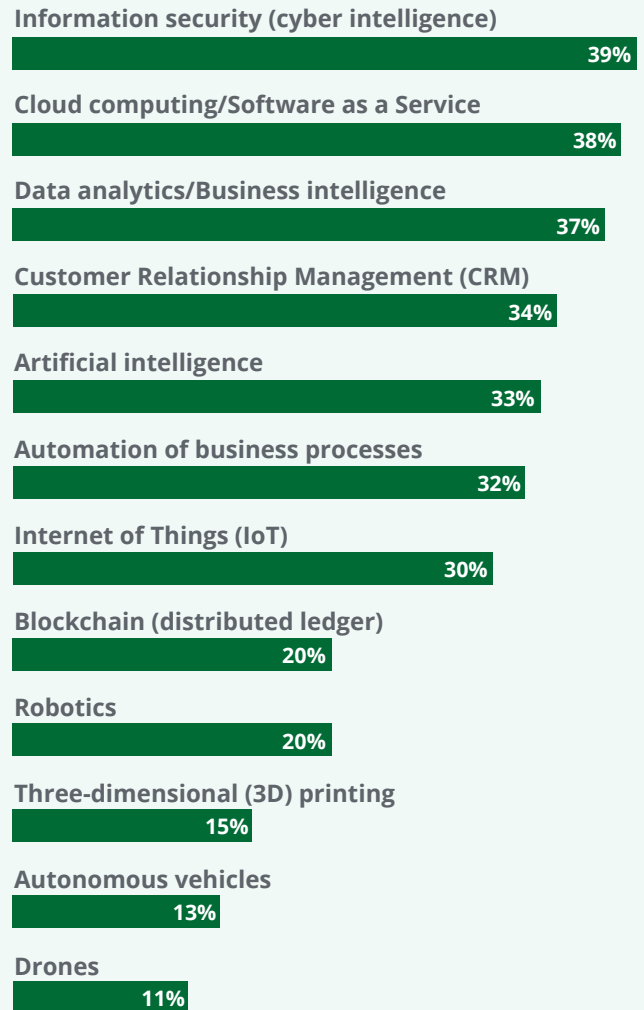 Information security (cyber intelligence)
39%
Cloud computing/Software as a Service
38%
Data analytics/Business intelligence
37%
Customer Relationship Management (CRM)
34%
Artificial intelligence
33%
Automation of business processes
32%
Internet of Things (IoT)
30%
Blockchain (distributed ledger)
20%
Robotics
20%
Three-dimensional (3D) printing
15%
Autonomous vehicles
13%
Drones
11%